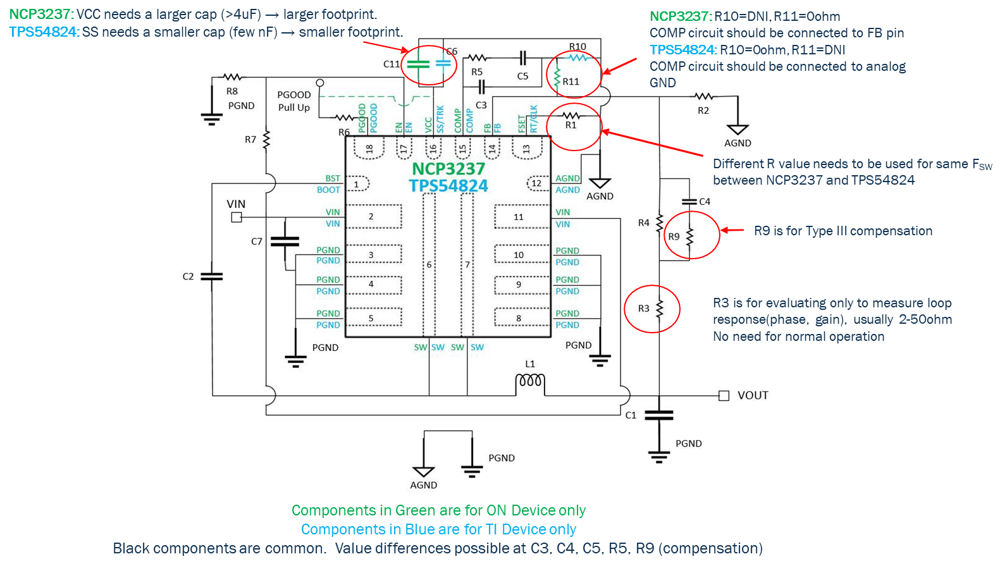 NCP3237: VCC needs a larger cap (>4uF) → larger footprint.
TPS54824: SS needs a smaller cap (few nF) → smaller footprint.
NCP3237: R10=DNI, R11=0ohm
COMP circuit should be connected to FB pin
TPS54824: R10=0ohm, R11=DNI
COMP circuit should be connected to analog
GND
C6
C11
R10
R5
C5
R11
C3
R8
PGND
PGOOD
Pull Up
R2
AGND
R7
R6
PGOOD
PGOOD
EN
EN
VCC
SS/TRK
COMP
COMP
FB
FB
FSET
RT/CLK
R1
18
17
16
15
14
13
NCP3237
TPS54824
Different R value needs to be used for same FSW
between NCP3237 and TPS54824
BST
BOOT
1
12
AGND
AGND
AGND
VIN
VIN
VIN
2
11
VIN
VIN
C4
R4
R9
R9 is for Type III compensation
C7
PGND
PGND
3
10
PGND
PGND
C2
6
7
PGND
PGND
4
9
PGND
PGND
R3
R3 is for evaluating only to measure loop
response(phase, gain), usually 2-50ohm
No need for normal operation
PGND
PGND
5
8
PGND
PGND
PGND
SW
SW
SW
SW
PGND
L1
VOUT
C1
PGND
PGND
AGND
Components in Green are for ON Device only
Components in Blue are for TI Device only
Black components are common. Value differences possible at C3, C4, C5, R5, R9 (compensation)